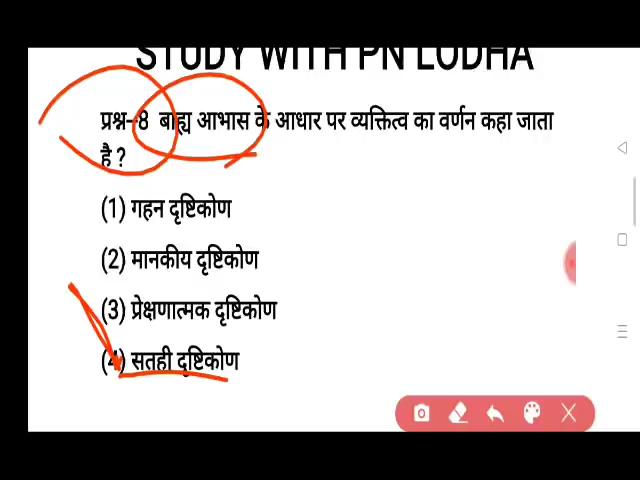 STUDY WITH PN LODHA
प्रश्न-8 बाह्य आभास के आधार पर व्यक्तित्व का वर्णन कहा जाता
है ?
(1) गहन दृष्टिकोण
(2) मानकीय दृष्टिकोण
(3) प्रेक्षणात्मक दृष्टिकोण
(4) सतही दृष्टिकोण